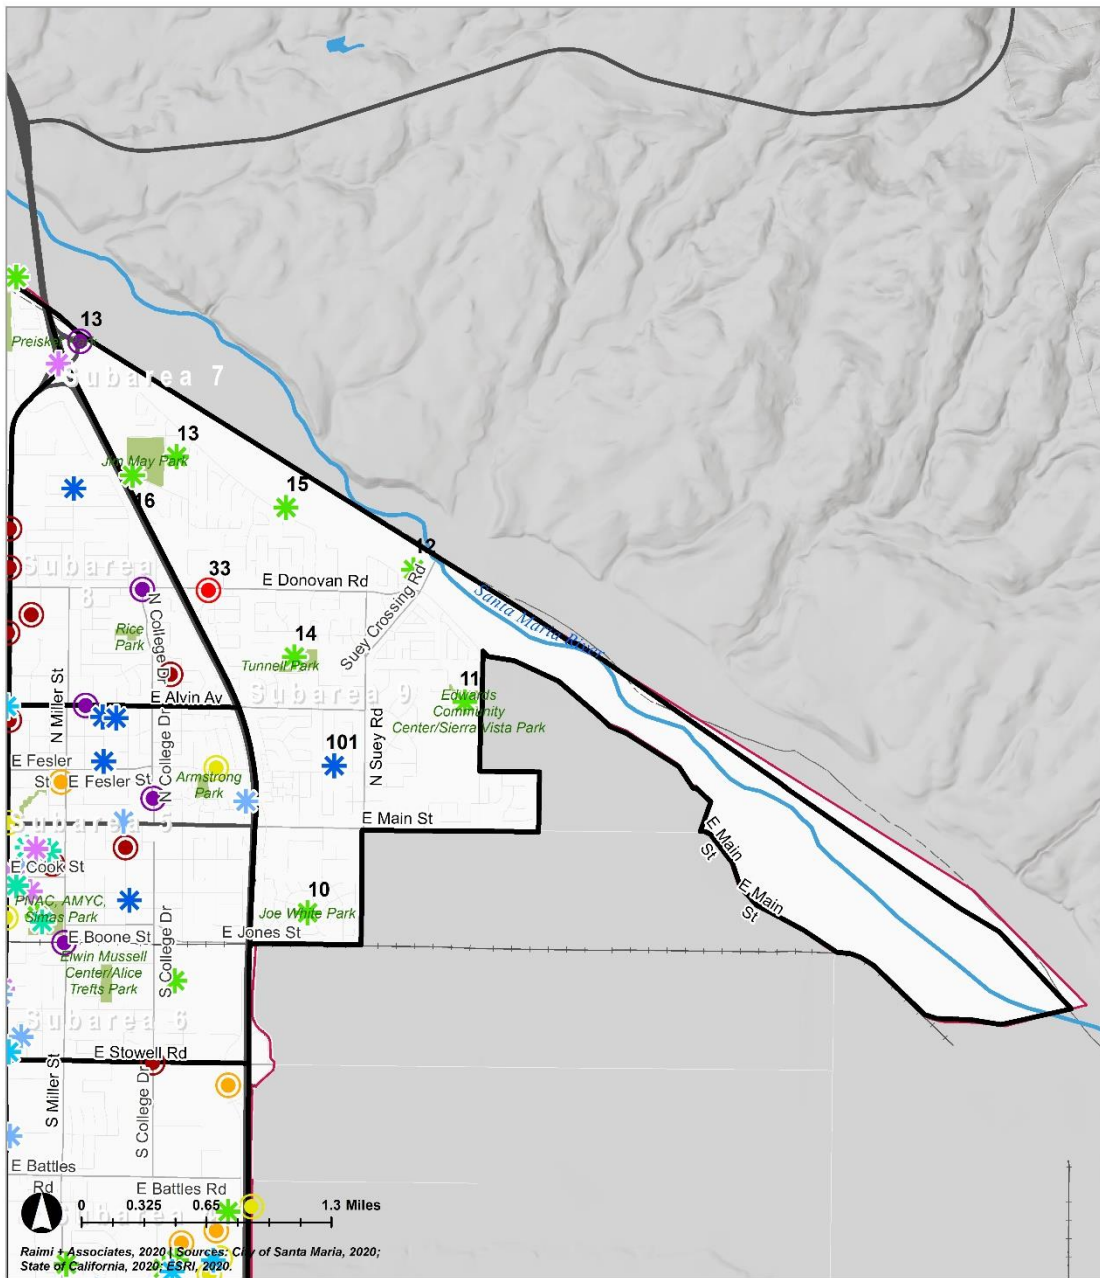 13
Preisker Park
Subarea 7
13
Jim May Park
16
15
12
Subarea
8
33
E Donovan Rd
Suey Crossing Rd
Santa Maria River
N College Dr
Rice
Park
14
Tunnell Park
E Alvin Av
Subarea 9
11
Edwards
Community
Center/Sierra Vista Park
N Miller St
N College Dr
N Suey Rd
101
E Fesler
St
E Fesler St
Armstrong
Park
Subarea 5
E Main St
E Main
St
E Main
St
E Cook St
10
Joe White Park
PNAC, AMYC,
Simas Park
S College Dr
E Boone St
E Jones St
Elwin Mussell
Center/Alice
Trefts Park
Subarea 6
E Stowell Rd
S Miller St
S College Dr
E Battles
Rd
E Battles Rd
Subarea
0 0.325 0.65 1.3 Miles
Raimi + Associates, 2020 | Sources: City of Santa Maria, 2020;
State of California, 2020; ESRI, 2020.